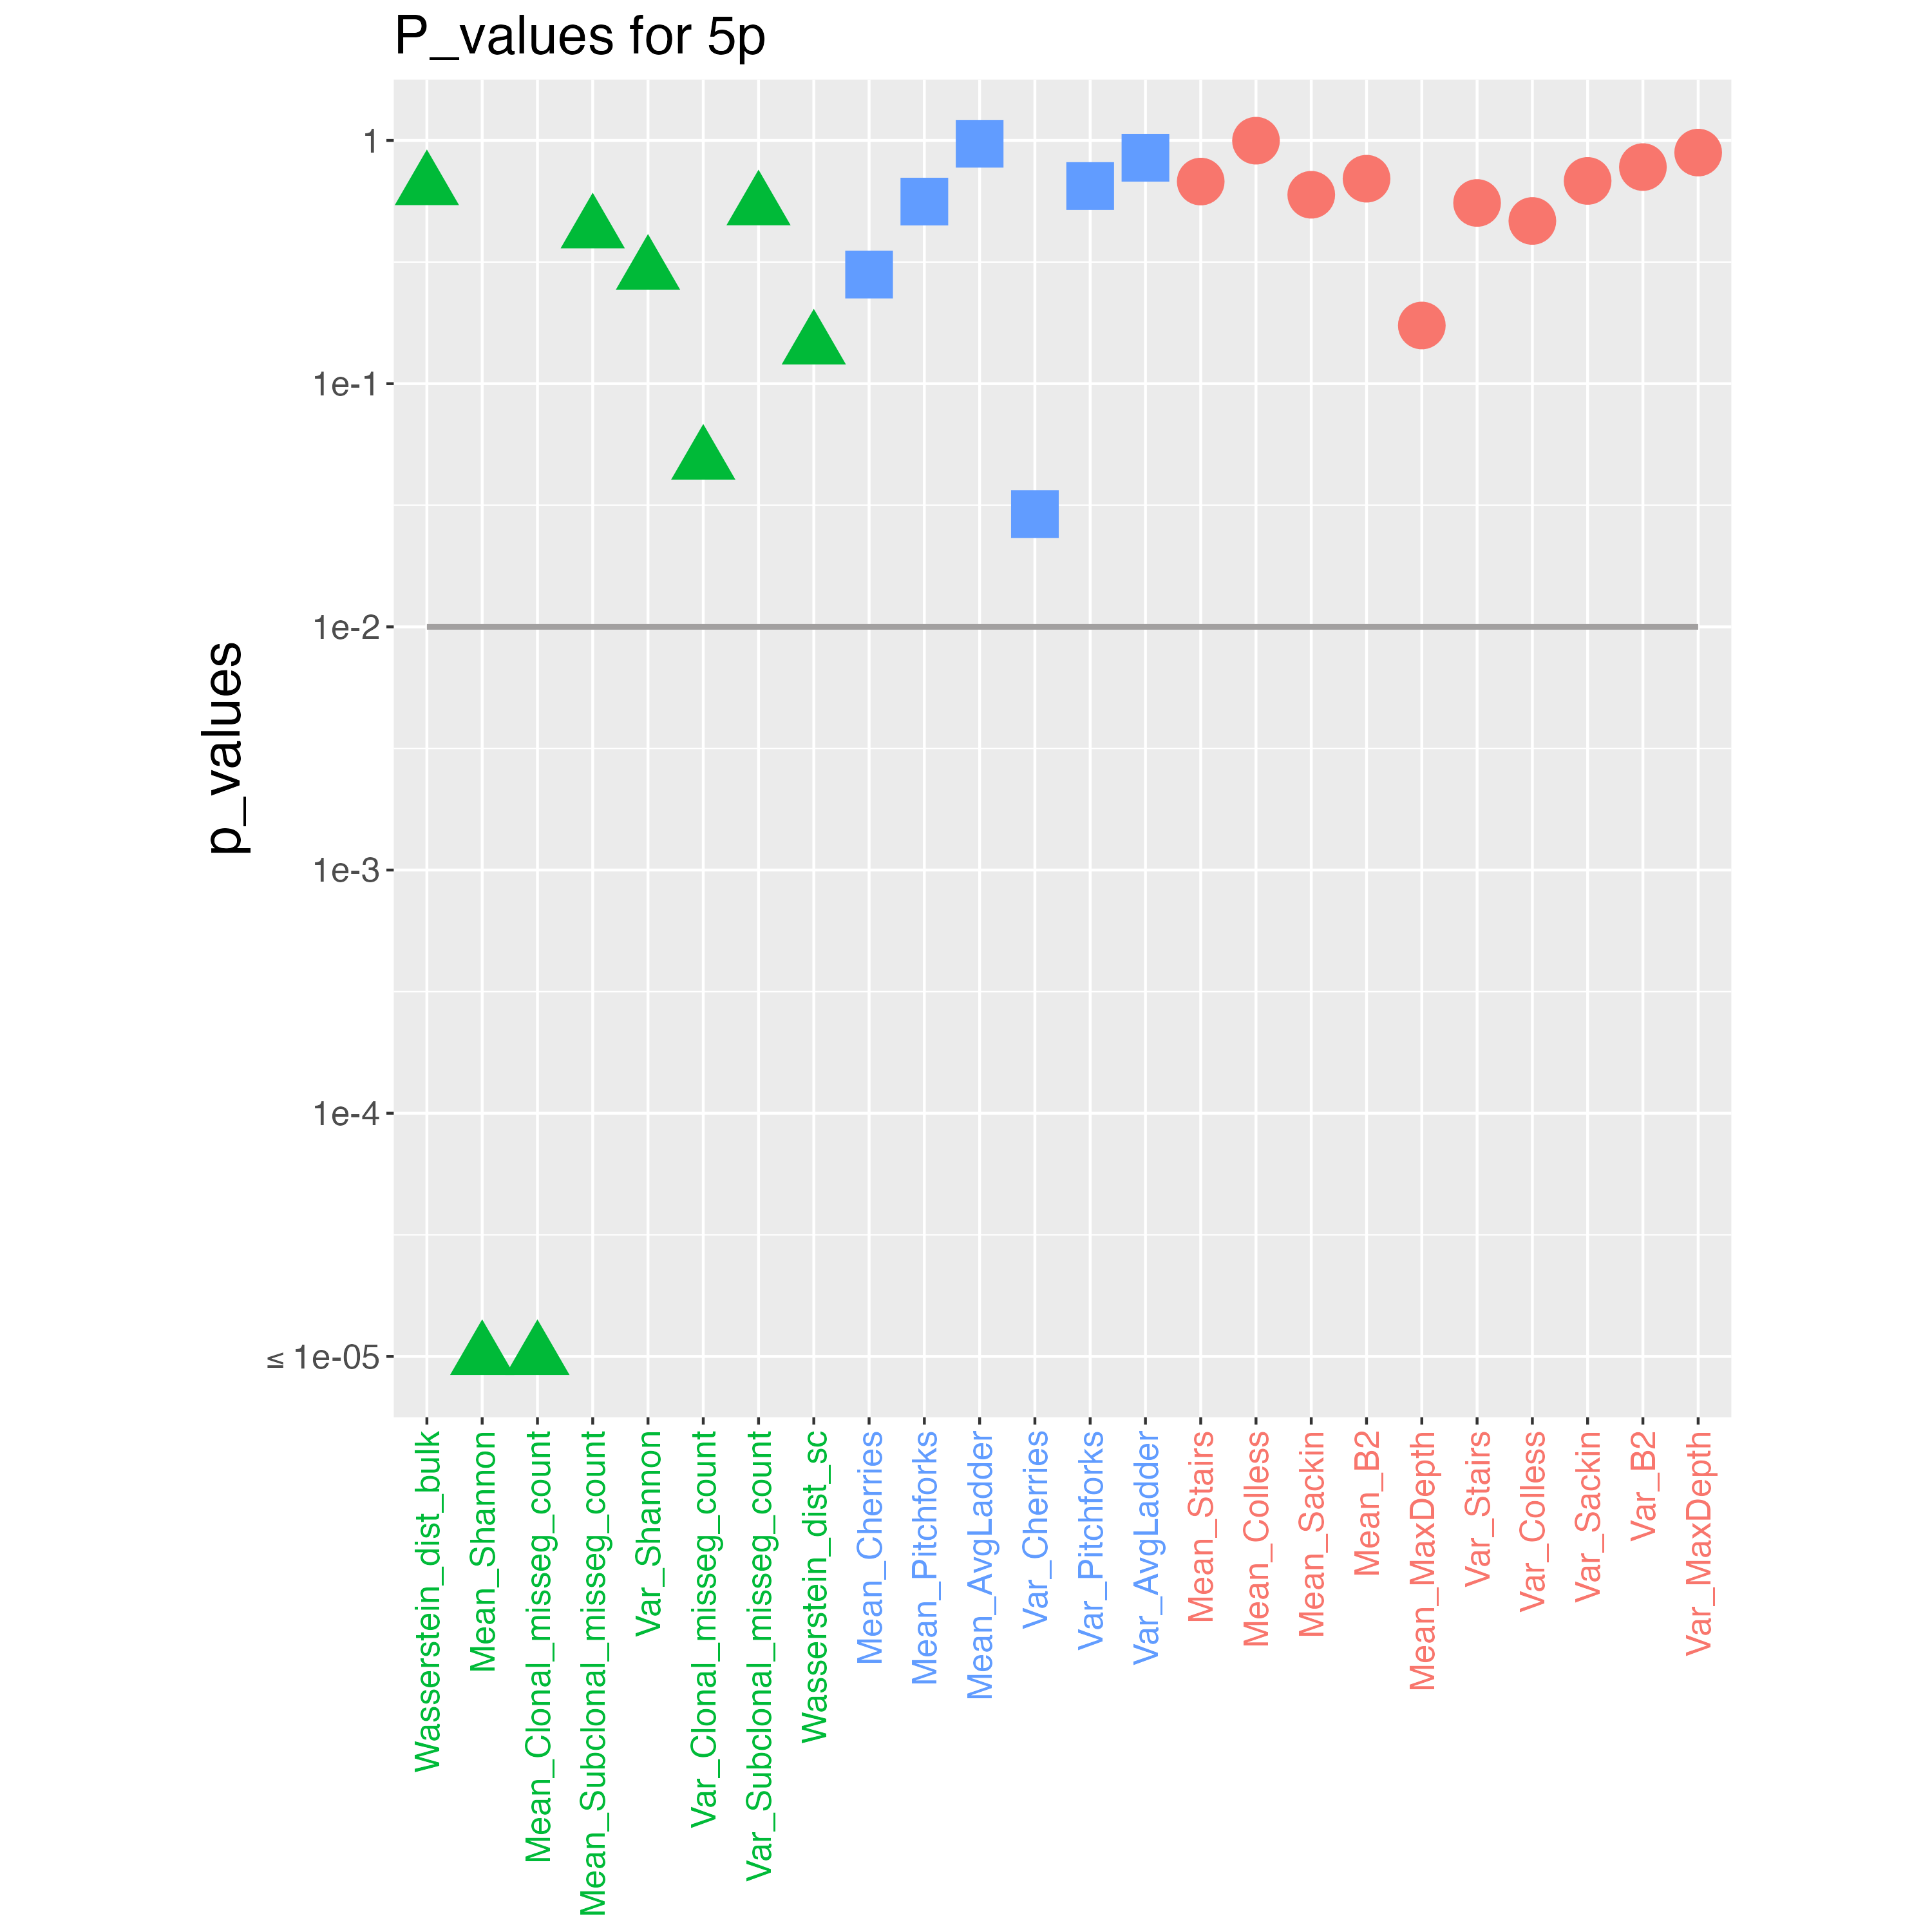 P_values for 5p
p_values
1
1e-1
1e-2
1e-3
1e-4
≤ 1e-05
Wasserstein_dist_bulk
Mean_Shannon
Mean_Clonal_misseg_count
Mean_Subclonal_misseg_count
Var_Shannon
Var_Clonal_misseg_count
Var_Subclonal_misseg_count
Wasserstein_dist_sc
Mean_Cherries
Mean_Pitchforks
Mean_AvgLadder
Var_Cherries
Var_Pitchforks
Var_AvgLadder
Mean_Stairs
Mean_Colless
Mean_Sackin
Mean_B2
Mean_MaxDepth
Var_Stairs
Var_Colless
Var_Sackin
Var_B2
Var_MaxDepth